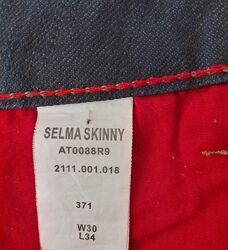 SELMA SKINNY
AT0088R9
2111.001.018
371
W30
L34